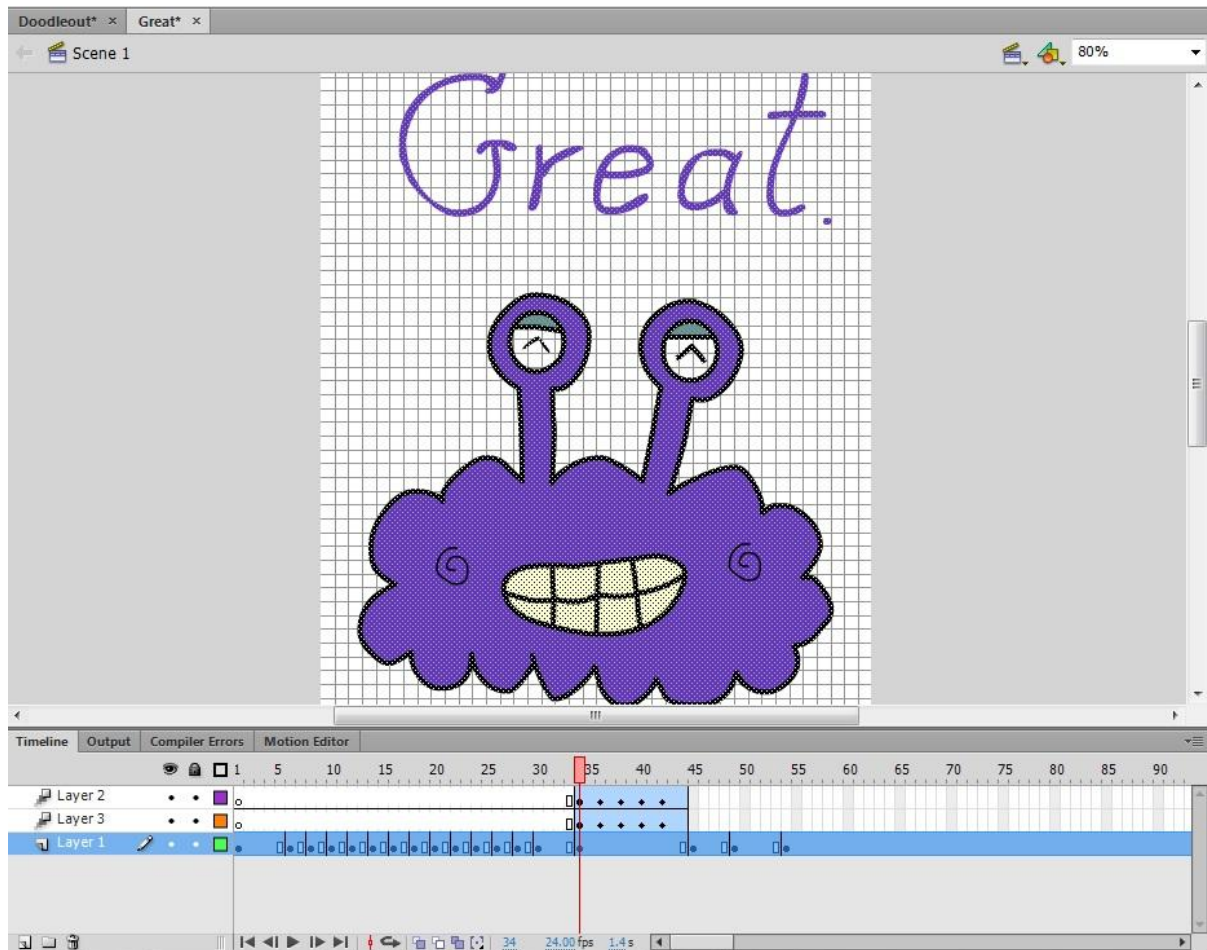 Doodleout* × Great* ×
Scene 1 80%
Great.
Timeline Output Compiler Errors Motion Editor
1 5 10 15 20 25 30 35 40 45 50 55 60 65 70 75 80 85 90
Layer 2
Layer 3
Layer 1
34 24.00 fps 1.4 s